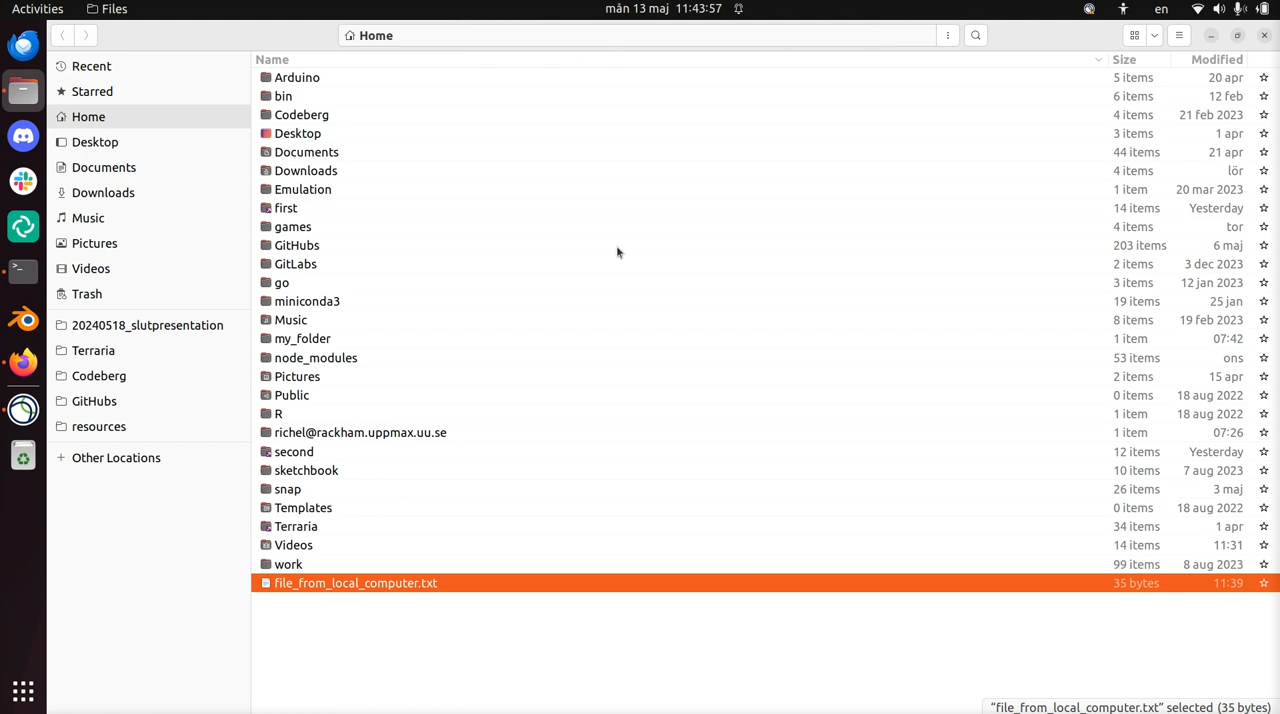 Activities Files mån 13 maj 11:43:57 en
Home
Name Size Modified
Recent
Starred
Home
Desktop
Documents
Downloads
Music
Pictures
Videos
Trash
20240518_slutpresentation
Terraria
Codeberg
GitHubs
resources
Other Locations
Arduino 5 items 20 apr
bin 6 items 12 feb
Codeberg 4 items 21 feb 2023
Desktop 3 items 1 apr
Documents 44 items 21 apr
Downloads 4 items lör
Emulation 1 item 20 mar 2023
first 14 items Yesterday
games 4 items tor
GitHubs 203 items 6 maj
GitLabs 2 items 3 dec 2023
go 3 items 12 jan 2023
miniconda3 19 items 25 jan
Music 8 items 19 feb 2023
my_folder 1 item 07:42
node_modules 53 items ons
Pictures 2 items 15 apr
Public 0 items 18 aug 2022
R 1 item 18 aug 2022
richel@rackham.uppmax.uu.se 1 item 07:26
second 12 items Yesterday
sketchbook 10 items 7 aug 2023
snap 26 items 3 maj
Templates 0 items 18 aug 2022
Terraria 34 items 1 apr
Videos 14 items 11:31
work 99 items 8 aug 2023
file_from_local_computer.txt 35 bytes 11:39
“file_from_local_computer.txt” selected (35 bytes)